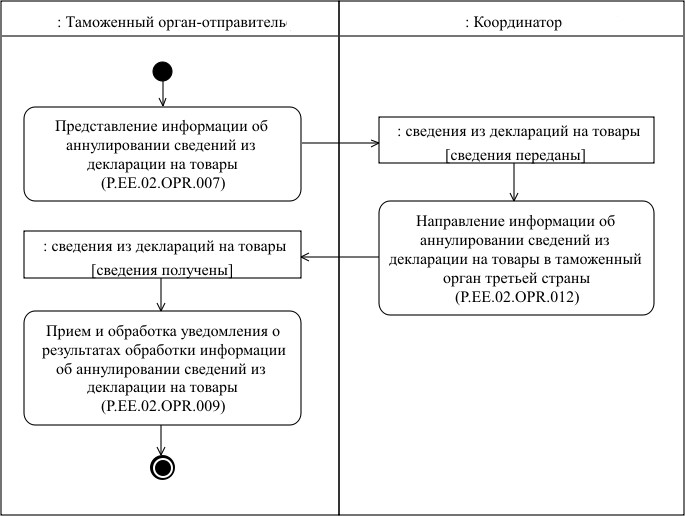 : Таможенный орган-отправитель
: Координатор
Представление информации об
аннулировании сведений из
декларации на товары
(P.EE.02.OPR.007)
: сведения из деклараций на товары
[сведения переданы]
Направление информации об
аннулировании сведений из
декларации на товары в таможенный
орган третьей страны
(P.EE.02.OPR.012)
: сведения из деклараций на товары
[сведения получены]
Прием и обработка уведомления о
результатах обработки информации
об аннулировании сведений из
декларации на товары
(P.EE.02.OPR.009)